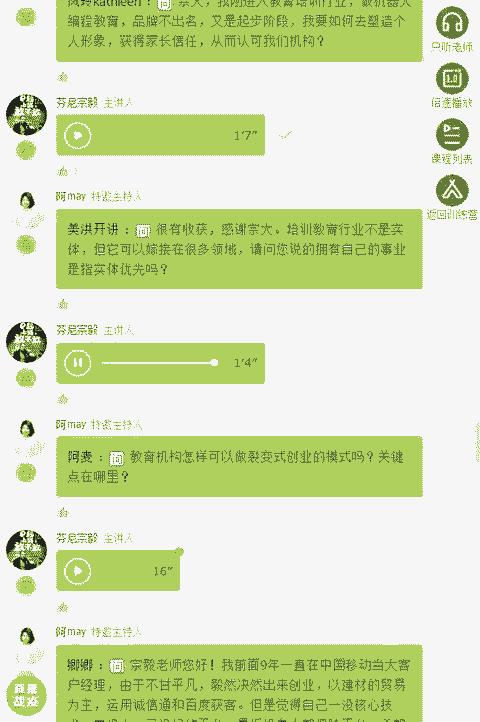 凤玲kathleen：问 宗大，我刚进入教育培训行业，做机器人
编程教育，品牌不出名，又是起步阶段，我要如何去塑造个
人形象，获得家长信任，从而认可我们机构？
只听老师
芬尼宗毅 主讲人
1'7"
倍速播放
课程列表
阿may 特邀主持人
返回训练营
美洪开讲：问 很有收获，感谢宗大。培训教育行业不是实
体，但它可以嫁接在很多领域，请问您说的拥有自己的事业
是指实体优先吗？
芬尼宗毅 主讲人
1'4"
阿may 特邀主持人
阿麦：问 教育机构怎样可以做裂变式创业的模式吗？关键
点在哪里？
芬尼宗毅 主讲人
16"
阿may 特邀主持人
卿卿：问 宗毅老师您好！我前面9年一直在中国移动当大客
户经理，由于不甘平凡，毅然决然出来创业，以建材的贸易
为主，运用诚信通和百度获客。但是觉得自己一没核心技